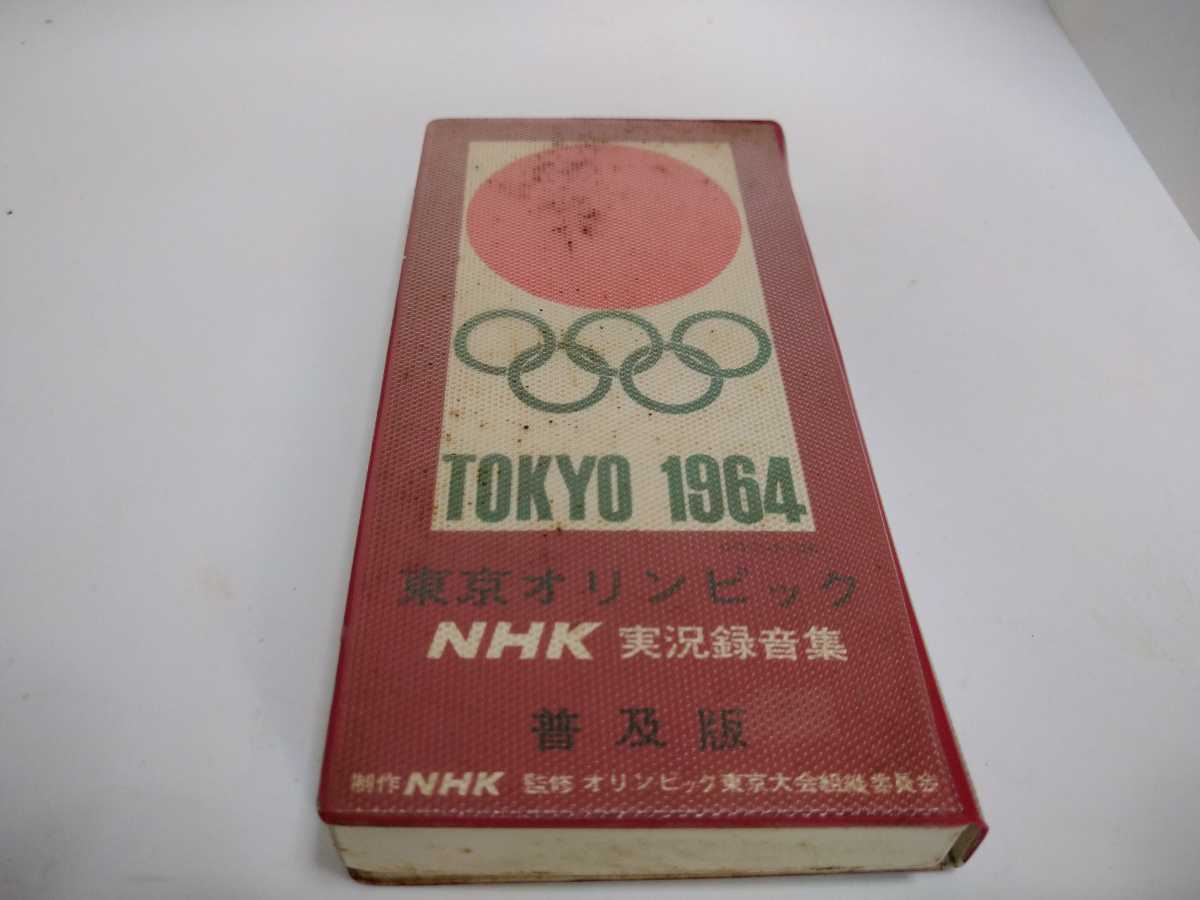 TOKYO 1964
東京オリンピック
NHK 実況録音集
普及版
制作 NHK 監修 オリンピック東京大会組織委員会